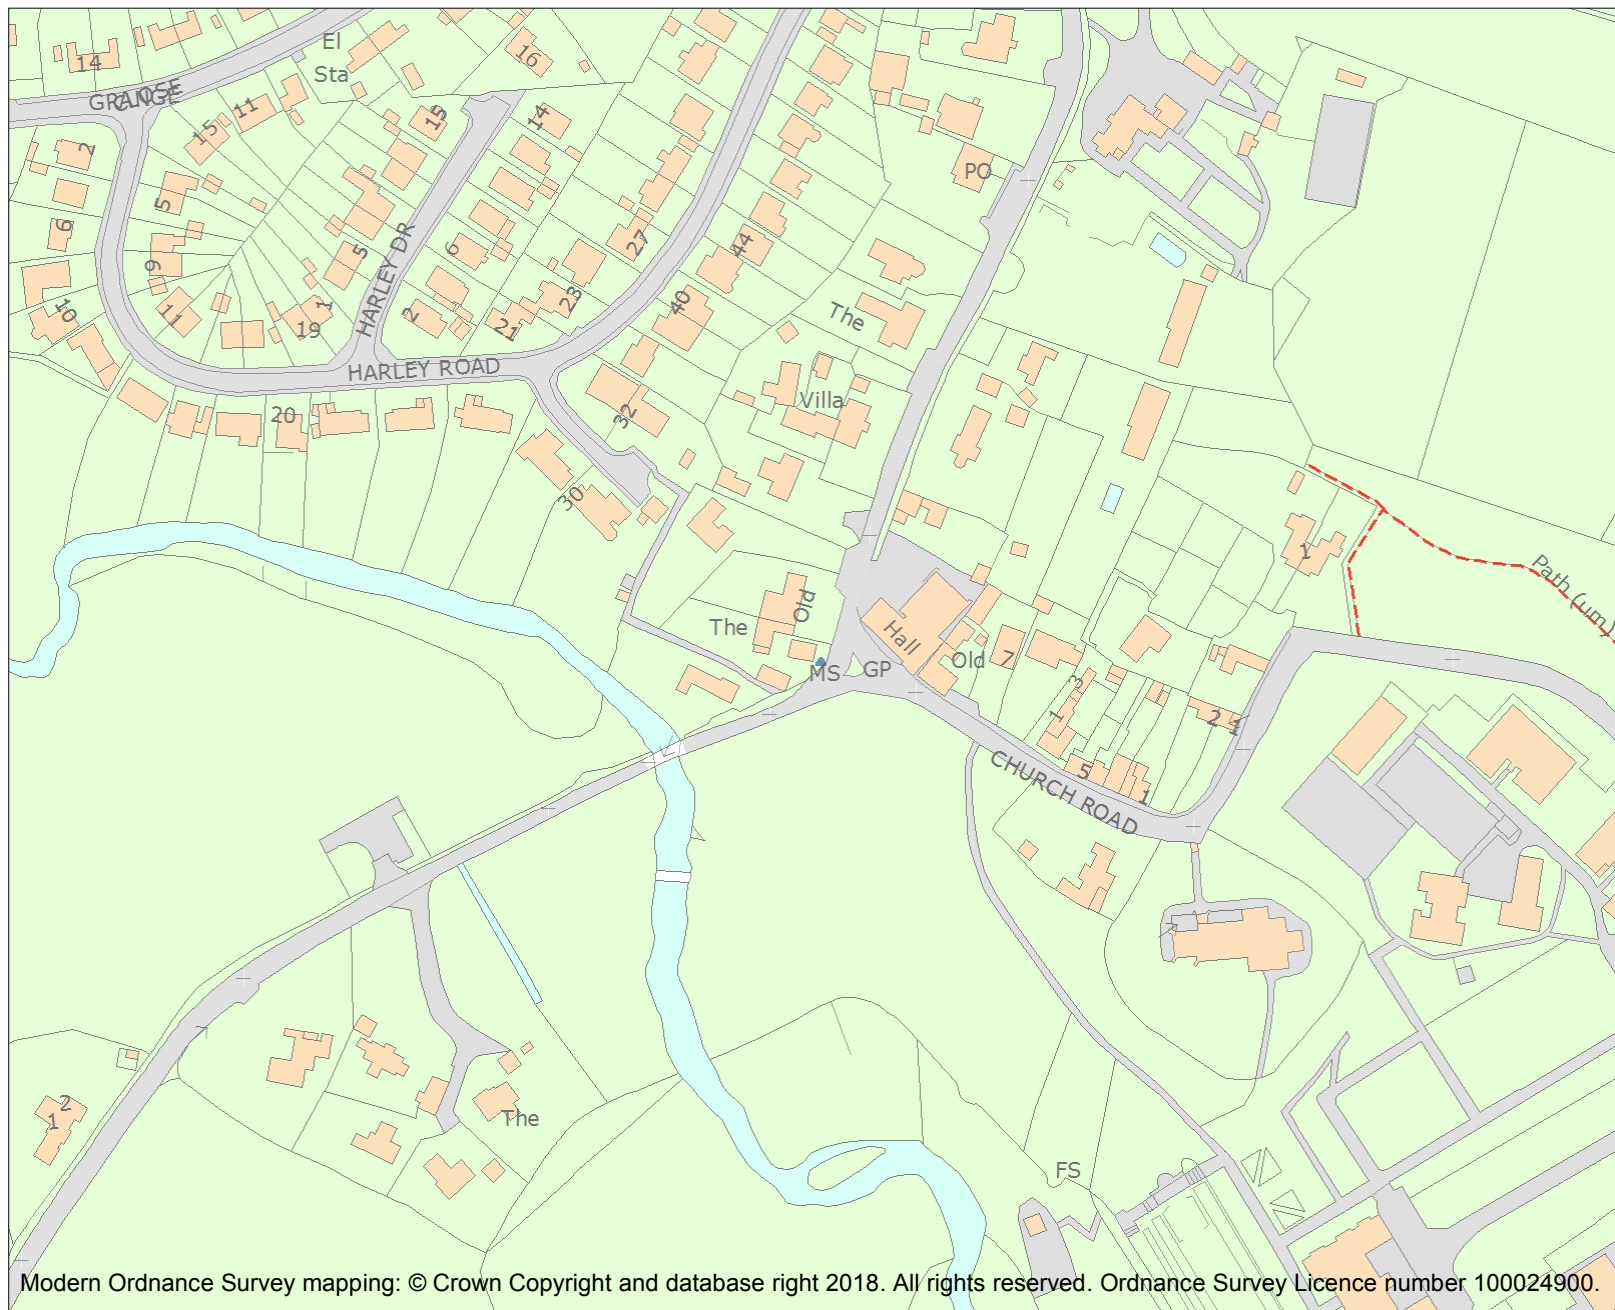 El
Sta
14
16
GRANGE
CLOSE
11
15
15
14
2
PO
5
6
9
5
6
27
44
10
11
19
1
HARLEY DR
2
21
23
40
The
HARLEY ROAD
Villa
20
32
30
1
Path (um)
The
Old
Hall
MS
GP
Old
7
3
1
2
1
5
1
CHURCH ROAD
2
1
The
FS
Modern Ordnance Survey mapping: © Crown Copyright and database right 2018. All rights reserved. Ordnance Survey Licence number 100024900.